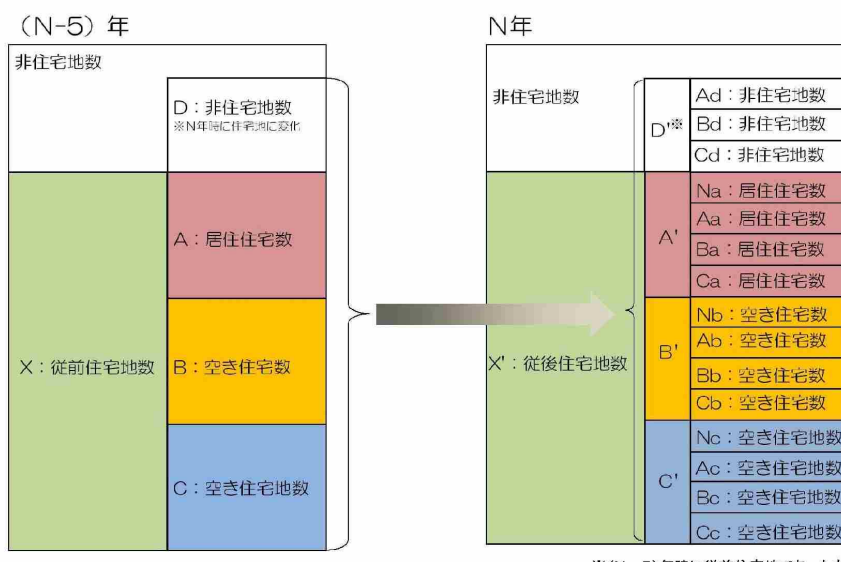 (N-5)年
非住宅地数
D：非住宅地数
※N年時に住宅地に変化
A：居住住宅数
X：従前住宅地数
B：空き住宅数
C：空き住宅地数
N年
非住宅地数
D'※
Ad：非住宅地数
Bd：非住宅地数
Cd：非住宅地数
A'
Na：居住住宅数
Aa：居住住宅数
Ba：居住住宅数
Ca：居住住宅数
X'：従後住宅地数
B'
Nb：空き住宅数
Ab：空き住宅数
Bb：空き住宅数
Cb：空き住宅数
C'
Nc：空き住宅地数
Ac：空き住宅地数
Bc：空き住宅地数
Cc：空き住宅地数